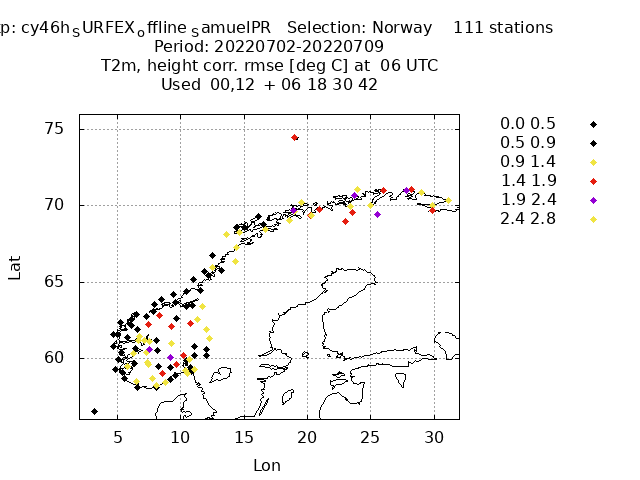 xp: cy46h_SURFEX_offline_SamuelPR Selection: Norway 111 stations
Period: 20220702-20220709
T2m, height corr. rmse [deg C] at 06 UTC
Used 00,12 + 06 18 30 42
0.0 0.5
0.5 0.9
0.9 1.4
1.4 1.9
1.9 2.4
2.4 2.8
75
70
65
60
Lat
5 10 15 20 25 30
Lon